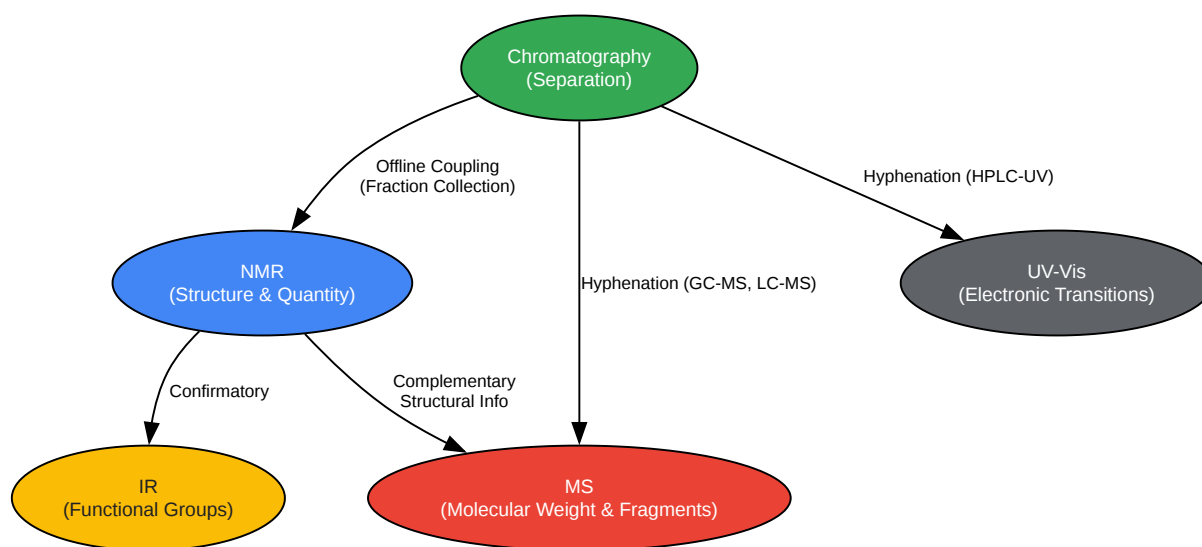 Chromatography
(Separation)
Offline Coupling
(Fraction Collection)
Hyphenation (HPLC-UV)
NMR
(Structure & Quantity)
Hyphenation (GC-MS, LC-MS)
UV-Vis
(Electronic Transitions)
Confirmatory
Complementary
Structural Info
IR
(Functional Groups)
MS
(Molecular Weight & Fragments)